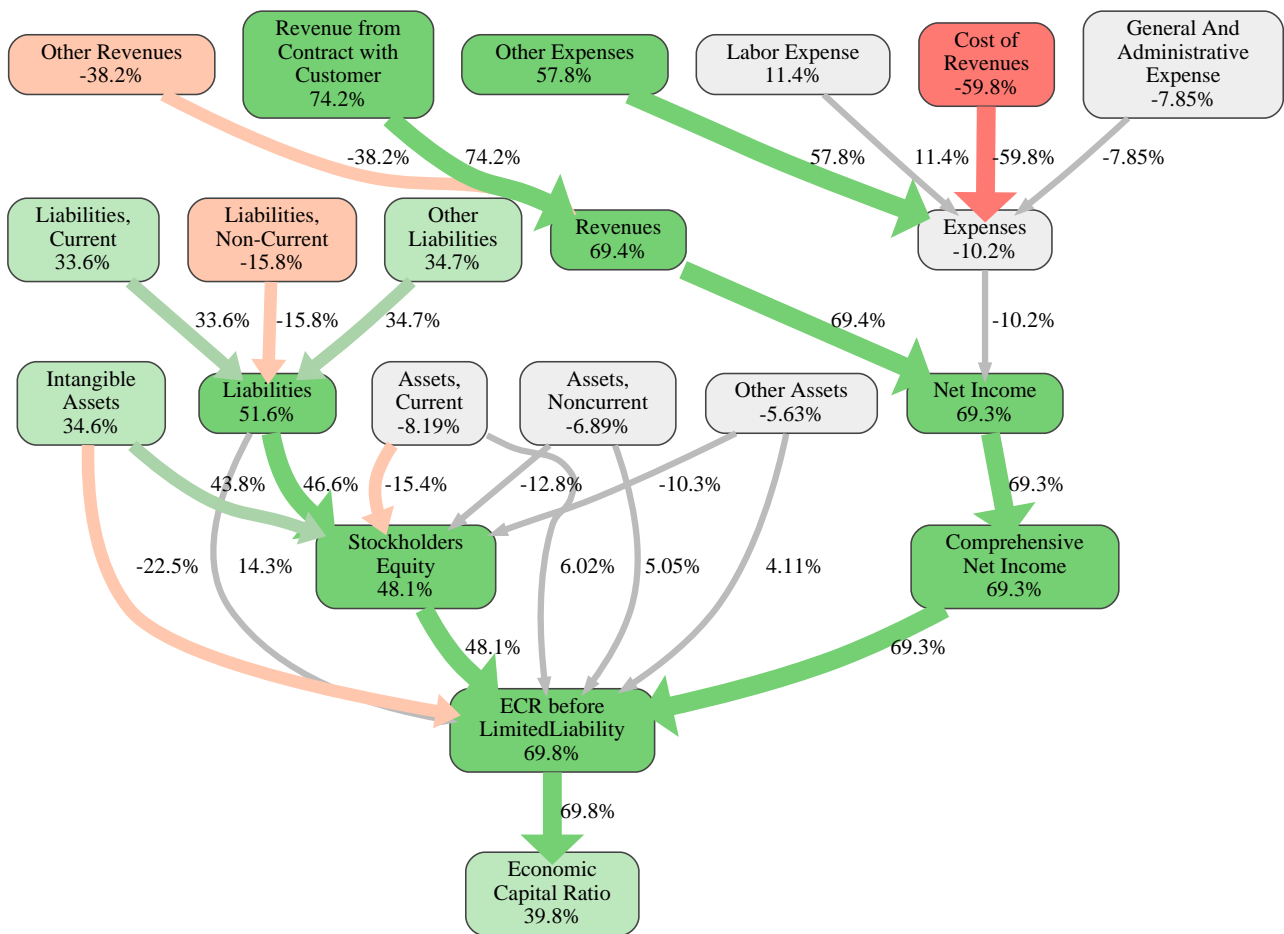 Other Revenues
-38.2%
Revenue from
Contract with
Customer
74.2%
Other Expenses
57.8%
Labor Expense
11.4%
Cost of
Revenues
-59.8%
General And
Administrative
Expense
-7.85%
-38.2%
74.2%
57.8%
11.4%
-59.8%
-7.85%
Liabilities,
Current
33.6%
Liabilities,
Non-Current
-15.8%
Other
Liabilities
34.7%
Revenues
69.4%
Expenses
-10.2%
33.6%
-15.8%
34.7%
69.4%
-10.2%
Intangible
Assets
34.6%
Liabilities
51.6%
Assets,
Current
-8.19%
Assets,
Noncurrent
-6.89%
Other Assets
-5.63%
Net Income
69.3%
43.8%
46.6%
-15.4%
-12.8%
-10.3%
69.3%
Stockholders
Equity
48.1%
Comprehensive
Net Income
69.3%
-22.5%
14.3%
6.02%
5.05%
4.11%
48.1%
69.3%
ECR before
LimitedLiability
69.8%
69.8%
Economic
Capital Ratio
39.8%